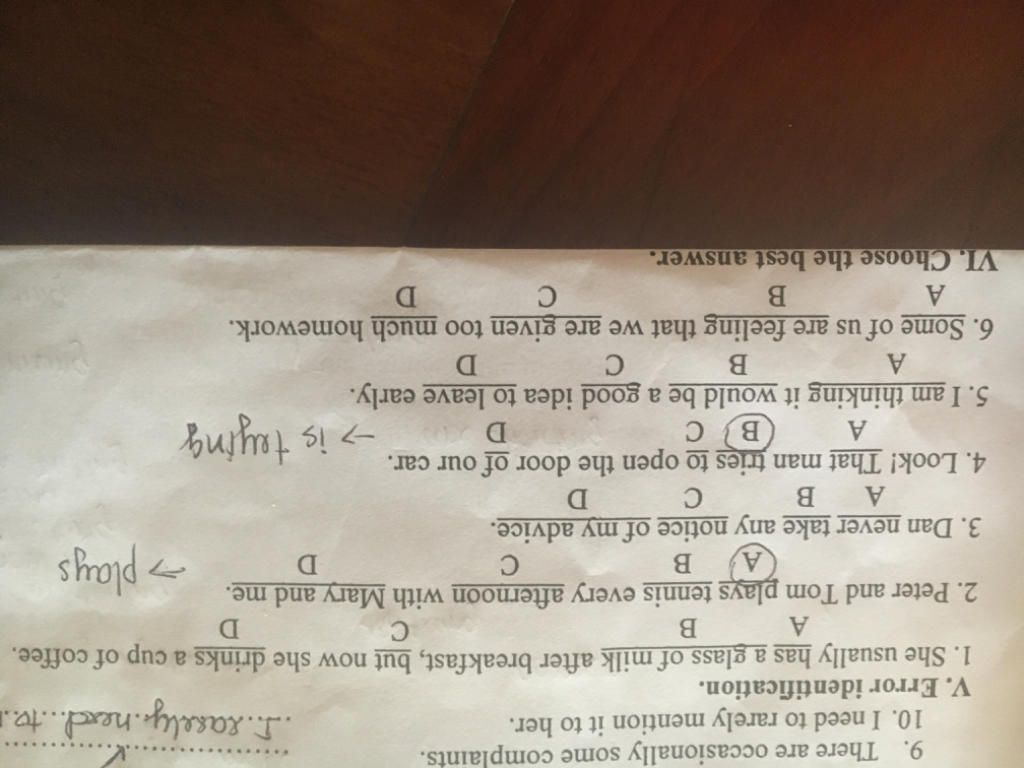 9. There are occasionally some complaints. ..............................
10. I need to rarely mention it to her. ...I rarely need to
V. Error identification.
1. She usually has a glass of milk after breakfast, but now she drinks a cup of coffee.
A B C D
2. Peter and Tom plays tennis every afternoon with Mary and me.
A B C D → plays
3. Dan never take any notice of my advice.
A B C D
4. Look! That man tries to open the door of our car.
A B C D → is trying
5. I am thinking it would be a good idea to leave early.
A B C D
6. Some of us are feeling that we are given too much homework.
A B C D
VI. Choose the best answer.